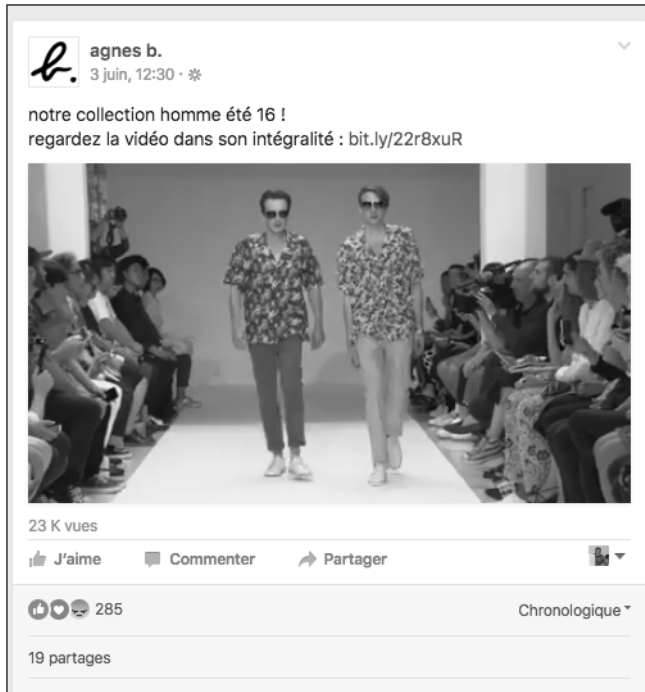 b.
agnes b.
3 juin, 12:30 ·
notre collection homme été 16 !
regardez la vidéo dans son intégralité : bit.ly/22r8xuR
23 K vues
J'aime Commenter Partager
285 Chronologique
19 partages